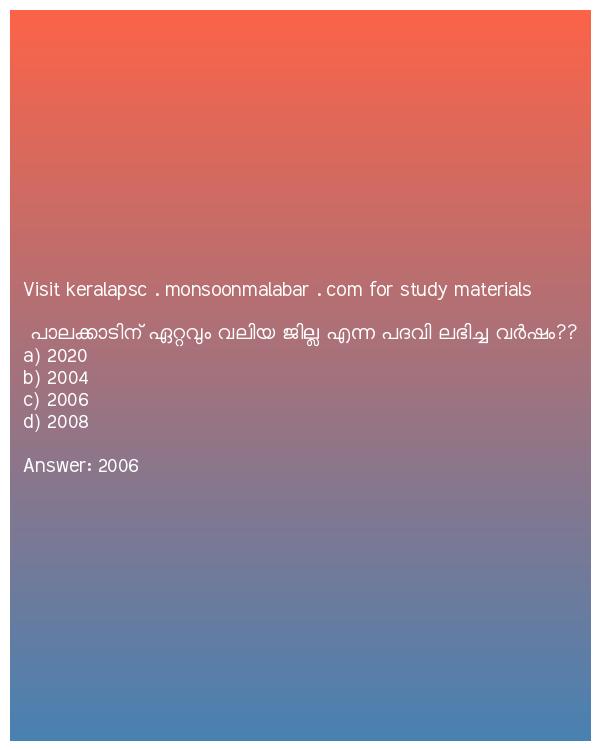 Visit keralapsc . monsoonmalabar . com for study materials
പാലക്കാടിന് ഏറ്റവും വലിയ ജില്ല എന്ന പദവി ലഭിച്ച വർഷം??
a) 2020
b) 2004
c) 2006
d) 2008
Answer: 2006